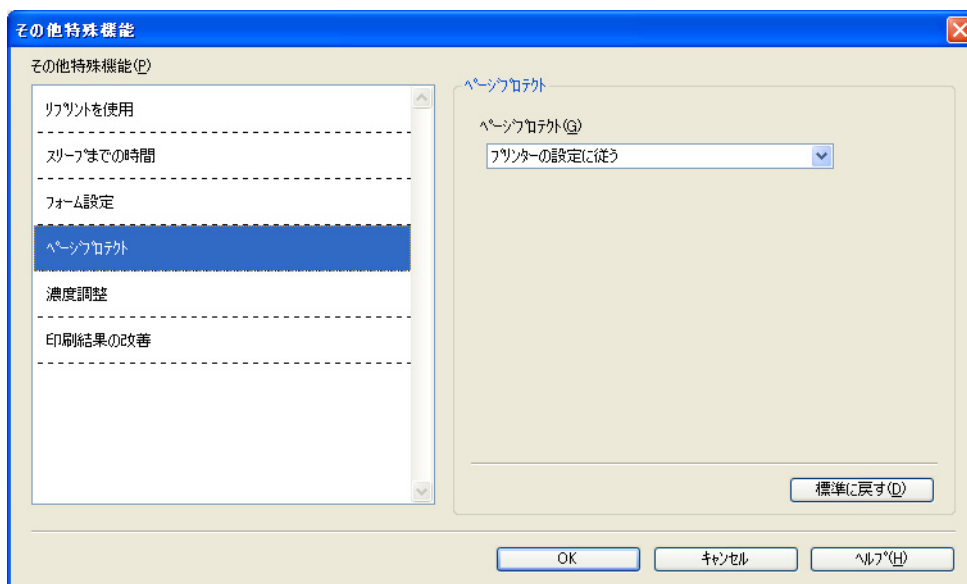 その他特殊機能
その他特殊機能(P)
リプリントを使用
スリープまでの時間
フォーム設定
ページプロテクト
濃度調整
印刷結果の改善
ページプロテクト
ページプロテクト(G)
プリンターの設定に従う
標準に戻す(D)
OK キャンセル ヘルプ(H)